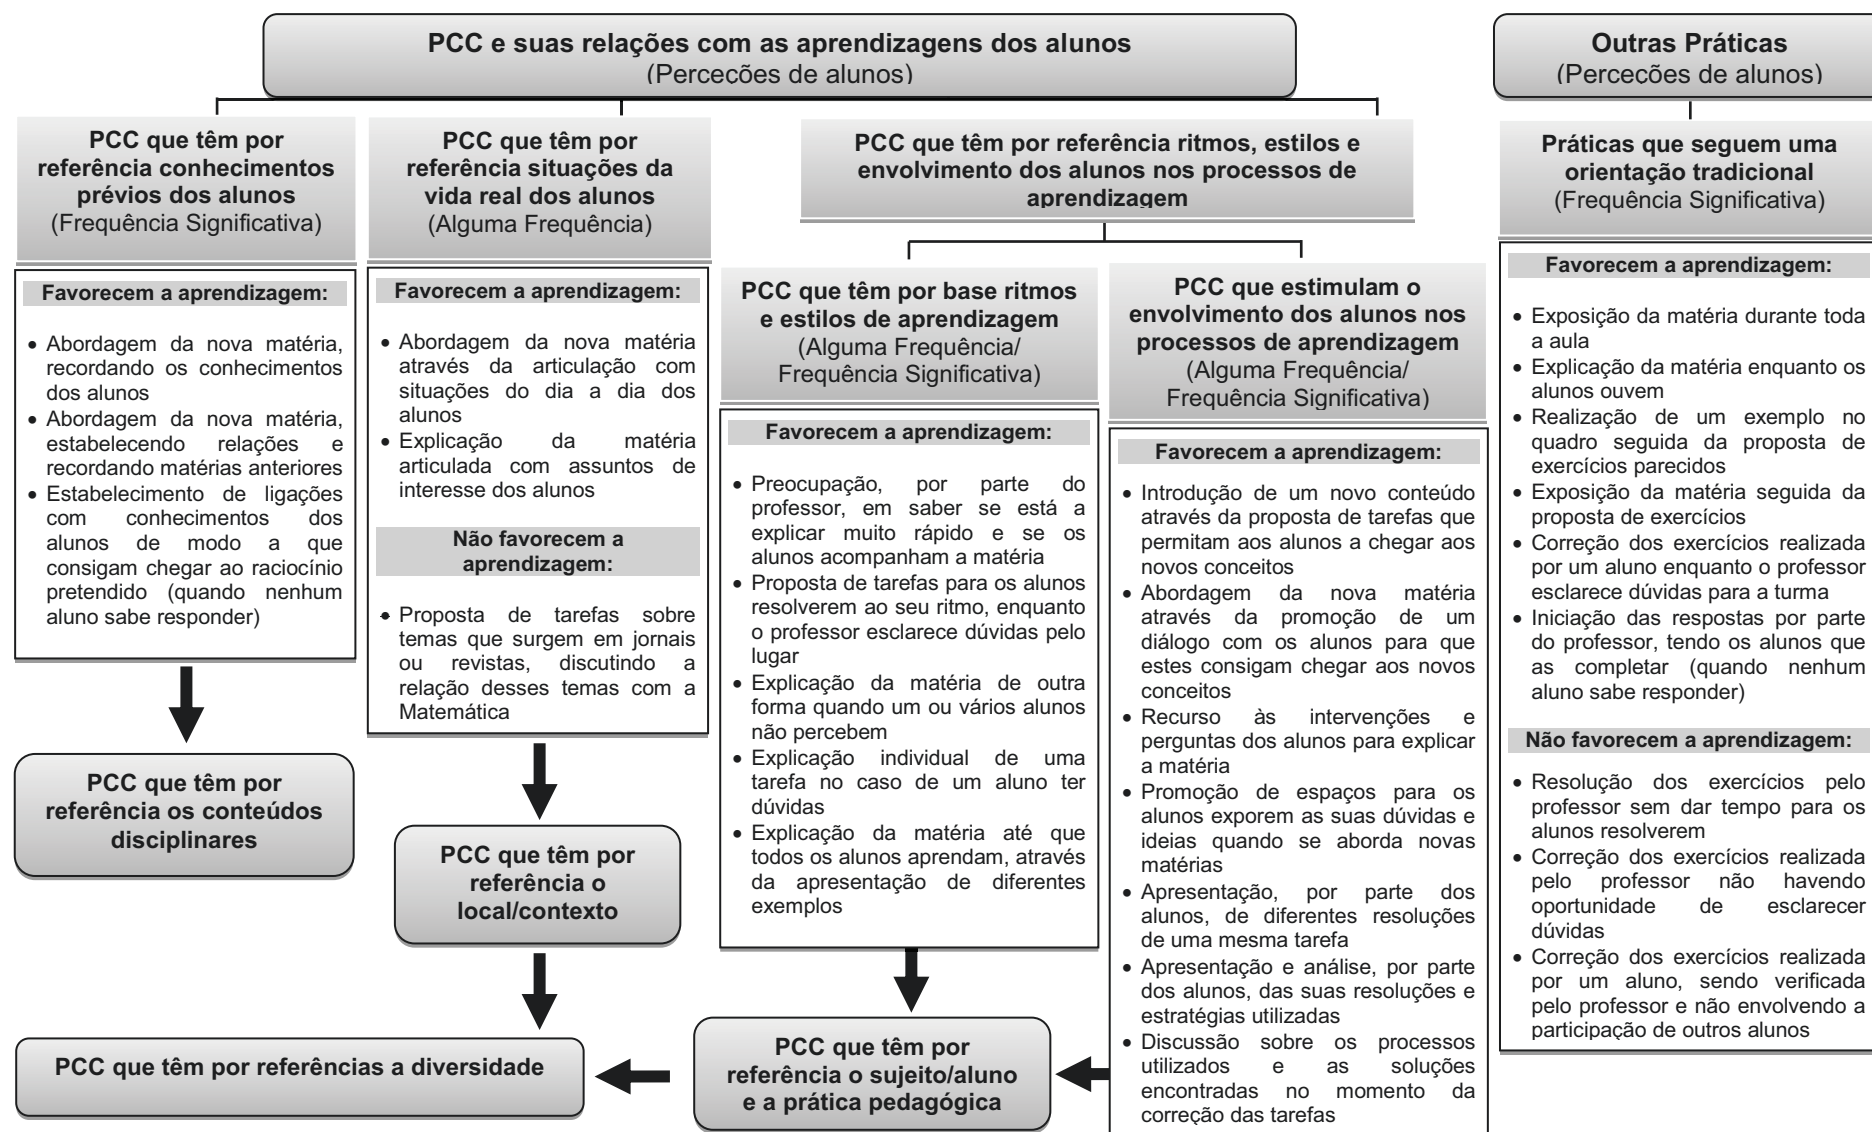 PCC e suas relações com as aprendizagens dos alunos
(Perceções de alunos)
Outras Práticas
(Perceções de alunos)
PCC que têm por
referência conhecimentos
prévios dos alunos
(Frequência Significativa)
Favorecem a aprendizagem:
• Abordagem da nova matéria,
recordando os conhecimentos
dos alunos
• Abordagem da nova matéria,
estabelecendo relações e
recordando matérias anteriores
• Estabelecimento de ligações
com conhecimentos dos
alunos de modo a que
consigam chegar ao raciocínio
pretendido (quando nenhum
aluno sabe responder)
PCC que têm por
referência os conteúdos
disciplinares
PCC que têm por
referência situações da
vida real dos alunos
(Alguma Frequência)
Favorecem a aprendizagem:
• Abordagem da nova matéria
através da articulação com
situações do dia a dia dos
alunos
• Explicação da matéria
articulada com assuntos de
interesse dos alunos
Não favorecem a
aprendizagem:
• Proposta de tarefas sobre
temas que surgem em jornais
ou revistas, discutindo a
relação desses temas com a
Matemática
PCC que têm por
referência o
local/contexto
PCC que têm por referência ritmos, estilos e
envolvimento dos alunos nos processos de
aprendizagem
PCC que têm por base ritmos
e estilos de aprendizagem
(Alguma Frequência/
Frequência Significativa)
Favorecem a aprendizagem:
• Preocupação, por parte do
professor, em saber se está a
explicar muito rápido e se os
alunos acompanham a matéria
• Proposta de tarefas para os alunos
resolverem ao seu ritmo, enquanto
o professor esclarece dúvidas pelo
lugar
• Explicação da matéria de outra
forma quando um ou vários alunos
não percebem
• Explicação individual de uma
tarefa no caso de um aluno ter
dúvidas
• Explicação da matéria até que
todos os alunos aprendam, através
da apresentação de diferentes
exemplos
PCC que estimulam o
envolvimento dos alunos nos
processos de aprendizagem
(Alguma Frequência/
Frequência Significativa)
Favorecem a aprendizagem:
• Introdução de um novo conteúdo
através da proposta de tarefas que
permitam aos alunos a chegar aos
novos conceitos
• Abordagem da nova matéria
através da promoção de um
diálogo com os alunos para que
estes consigam chegar aos novos
conceitos
• Recurso às intervenções e
perguntas dos alunos para explicar
a matéria
• Promoção de espaços para os
alunos exporem as suas dúvidas e
ideias quando se aborda novas
matérias
• Apresentação, por parte dos
alunos, de diferentes resoluções
de uma mesma tarefa
• Apresentação e análise, por parte
dos alunos, das suas resoluções e
estratégias utilizadas
• Discussão sobre os processos
utilizados e as soluções
encontradas no momento da
correção das tarefas
PCC que têm por
referência o sujeito/aluno
e a prática pedagógica
PCC que têm por referências a diversidade
Práticas que seguem uma
orientação tradicional
(Frequência Significativa)
Favorecem a aprendizagem:
• Exposição da matéria durante toda
a aula
• Explicação da matéria enquanto os
alunos ouvem
• Realização de um exemplo no
quadro seguida da proposta de
exercícios parecidos
• Exposição da matéria seguida da
proposta de exercícios
• Correção dos exercícios realizada
por um aluno enquanto o professor
esclarece dúvidas para a turma
• Iniciação das respostas por parte
do professor, tendo os alunos que
as completar (quando nenhum
aluno sabe responder)
Não favorecem a aprendizagem:
• Resolução dos exercícios pelo
professor sem dar tempo para os
alunos resolverem
• Correção dos exercícios realizada
pelo professor não havendo
oportunidade de esclarecer
dúvidas
• Correção dos exercícios realizada
por um aluno, sendo verificada
pelo professor e não envolvendo a
participação de outros alunos